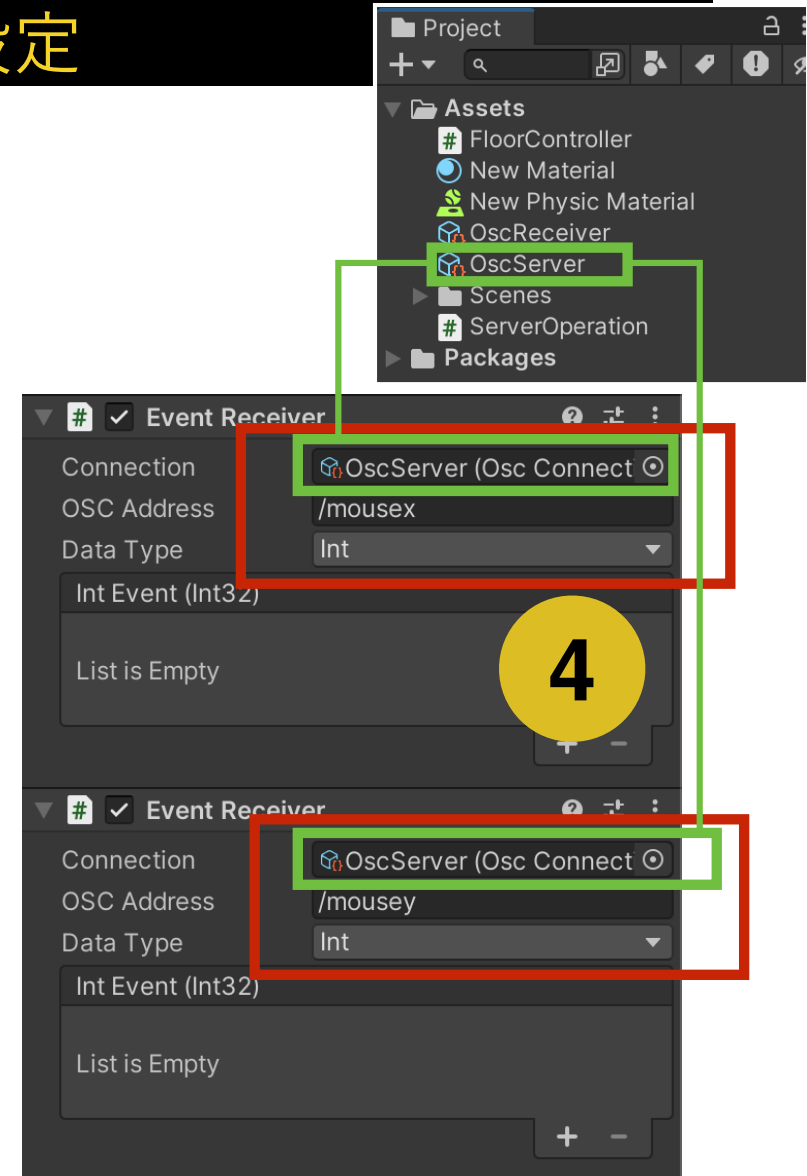 定
Project
Assets
FloorController
New Material
New Physic Material
OscReceiver
OscServer
Scenes
ServerOperation
Packages
Event Receiver
Connection
OscServer (Osc Connect
OSC Address
/mousex
Data Type
Int
Int Event (Int32)
List is Empty
4
Event Receiver
Connection
OscServer (Osc Connect
OSC Address
/mousey
Data Type
Int
Int Event (Int32)
List is Empty